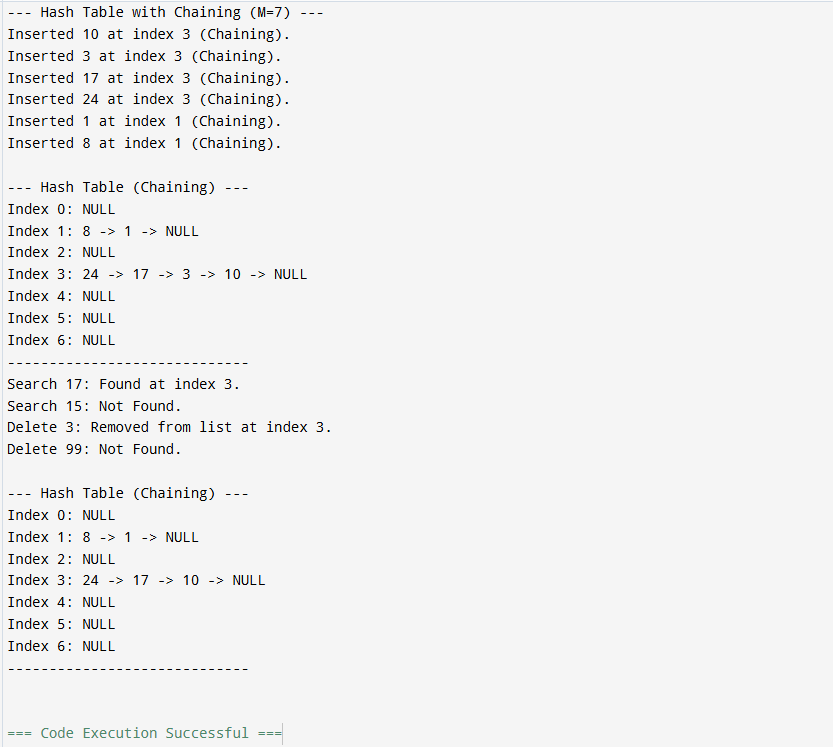 --- Hash Table with Chaining (M=7) ---
Inserted 10 at index 3 (Chaining).
Inserted 3 at index 3 (Chaining).
Inserted 17 at index 3 (Chaining).
Inserted 24 at index 3 (Chaining).
Inserted 1 at index 1 (Chaining).
Inserted 8 at index 1 (Chaining).

--- Hash Table (Chaining) ---
Index 0: NULL
Index 1: 8 -> 1 -> NULL
Index 2: NULL
Index 3: 24 -> 17 -> 3 -> 10 -> NULL
Index 4: NULL
Index 5: NULL
Index 6: NULL
-----------------------------
Search 17: Found at index 3.
Search 15: Not Found.
Delete 3: Removed from list at index 3.
Delete 99: Not Found.

--- Hash Table (Chaining) ---
Index 0: NULL
Index 1: 8 -> 1 -> NULL
Index 2: NULL
Index 3: 24 -> 17 -> 10 -> NULL
Index 4: NULL
Index 5: NULL
Index 6: NULL
-----------------------------

=== Code Execution Successful ===